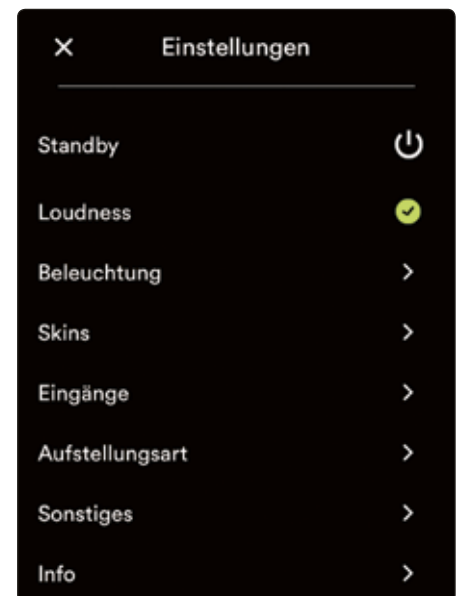 Einstellungen
Standby
Loudness
Beleuchtung
Skins
Eingänge
Aufstellungsart
Sonstiges
Info